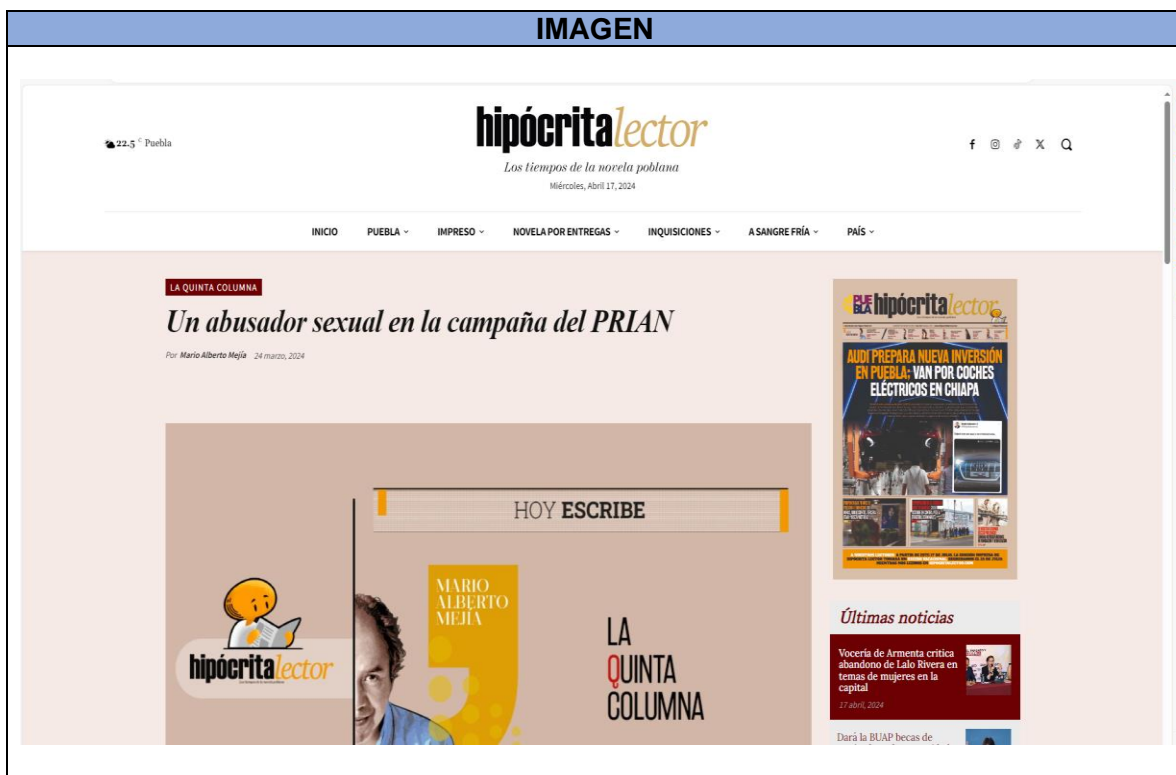 IMAGEN
hipócritalector
22.5 C Puebla
Los tiempos de la novela poblana
Miércoles, Abril 17, 2024
INICIO PUEBLA IMPRESO NOVELA POR ENTREGAS INQUISICIONES A SANGRE FRÍA PAÍS
LA QUINTA COLUMNA
Un abusador sexual en la campaña del PRIAN
Por Mario Alberto Mejía 24 marzo, 2024
PUEBLA hipócritalector
AUDI PREPARA NUEVA INVERSIÓN
EN PUEBLA; VAN POR COCHES
ELÉCTRICOS EN CHIAPA
HOY ESCRIBE
MARIO
ALBERTO
MEJÍA
LA
QUINTA
COLUMNA
hipócritalector
Últimas noticias
Vocería de Armenta critica
abandono de Lalo Rivera en
temas de mujeres en la
capital
17 abril, 2024
Dará la BUAP becas de